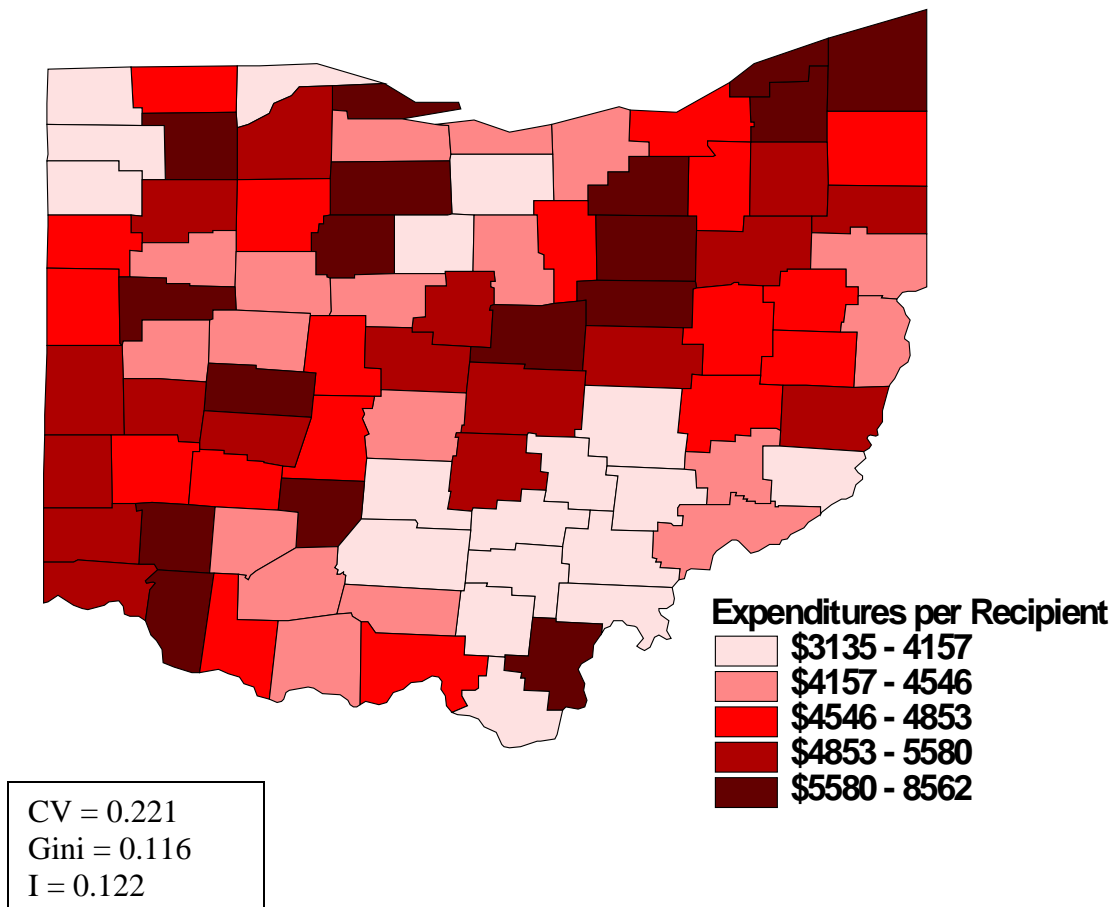 Expenditures per Recipient
$3135 - 4157
$4157 - 4546
$4546 - 4853
$4853 - 5580
$5580 - 8562
CV = 0.221
Gini = 0.116
I = 0.122